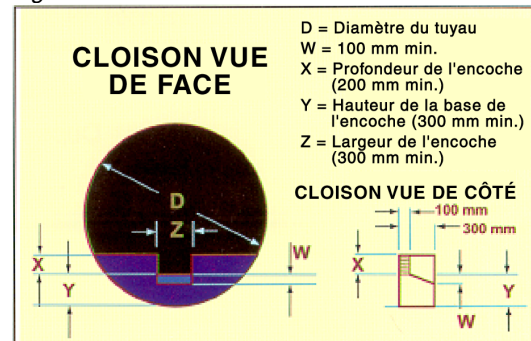 CLOISON VUE
DE FACE
D = Diamètre du tuyau
W = 100 mm min.
X = Profondeur de l'encoche
(200 mm min.)
Y = Hauteur de la base de
l'encoche (300 mm min.)
Z = Largeur de l'encoche
(300 mm min.)
D
Z
X
Y
W
CLOISON VUE DE CÔTÉ
100 mm
300 mm
X
Y
W